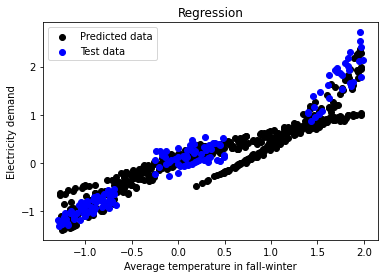 Regression
Predicted data
Test data
Electricity demand
2
1
0
−1
−1.0
−0.5
0.0
0.5
1.0
1.5
2.0
Average temperature in fall-winter